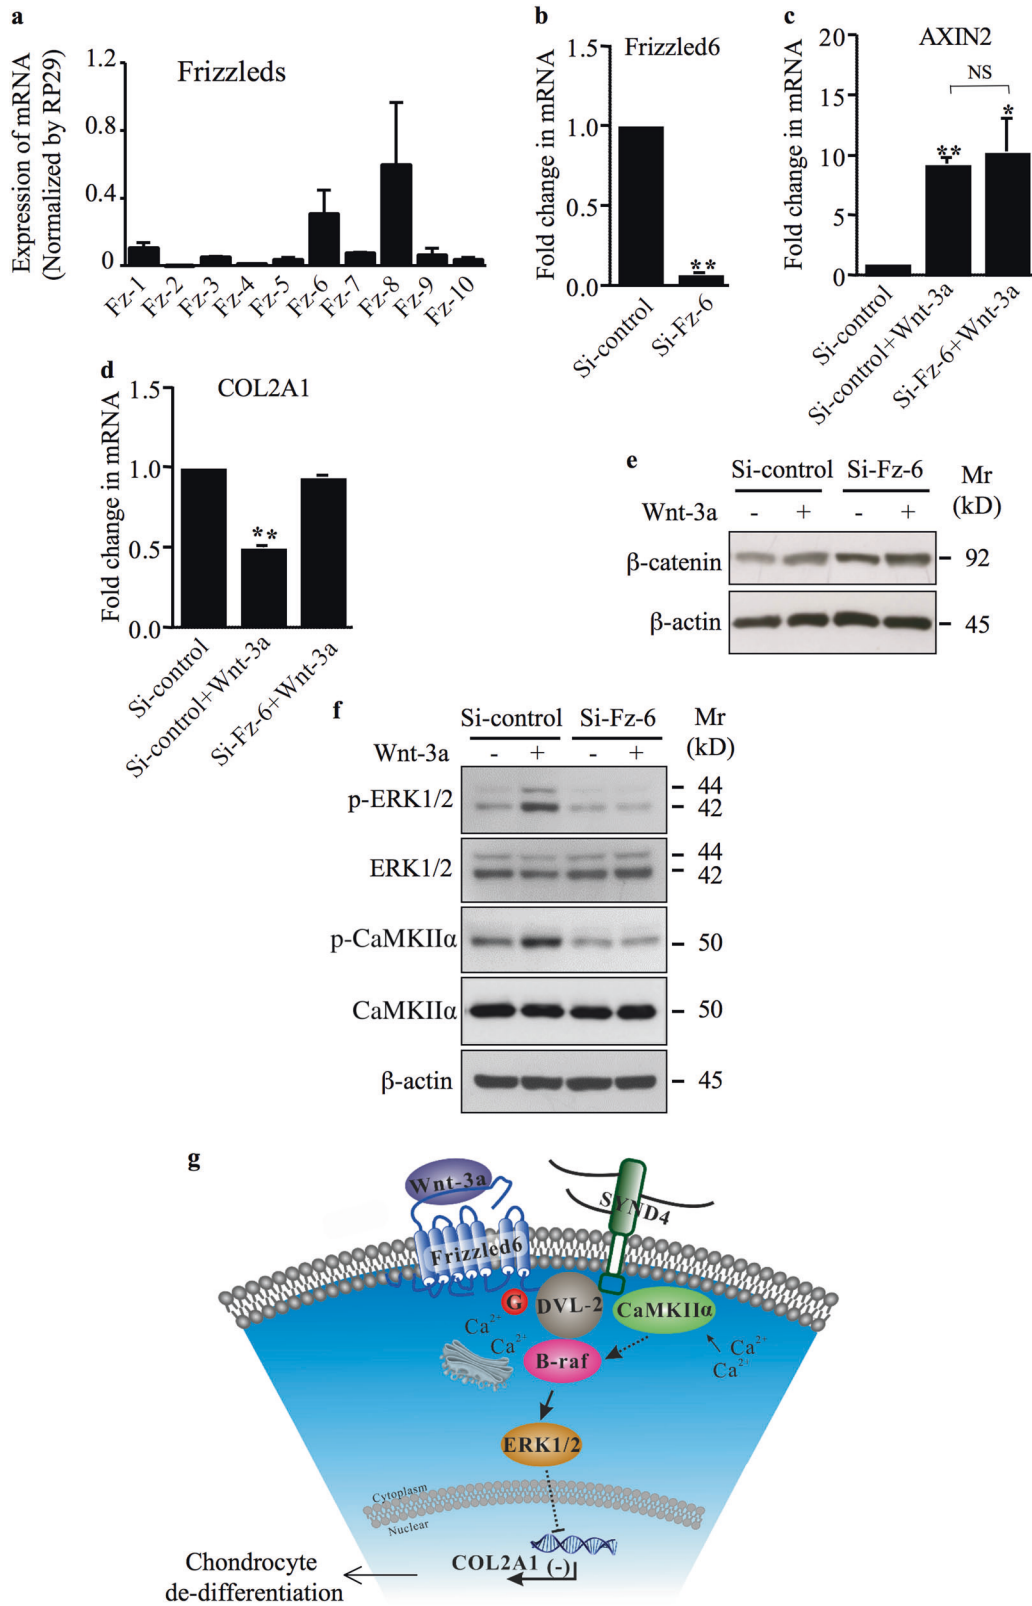 a
Frizzleds
Expression of mRNA
(Normalized by RP29)
1.2
0.8
0.4
0
Fz-1
Fz-2
Fz-3
Fz-4
Fz-5
Fz-6
Fz-7
Fz-8
Fz-9
Fz-10
b
Frizzled6
Fold change in mRNA
1.5
1.0
0.5
0.0
**
Si-control
Si-Fz-6
c
AXIN2
Fold change in mRNA
20
15
10
5
0
NS
**
*
Si-control
Si-control+Wnt-3a
Si-Fz-6+Wnt-3a
d
COL2A1
Fold change in mRNA
1.5
1.0
0.5
0.0
**
Si-control
Si-control+Wnt-3a
Si-Fz-6+Wnt-3a
e
Si-control Si-Fz-6 Mr
(kD)
Wnt-3a - + - +
β-catenin 92
β-actin 45
f
Si-control Si-Fz-6 Mr
(kD)
Wnt-3a - + - +
p-ERK1/2 44
42
ERK1/2 44
42
p-CaMKIIα 50
CaMKIIα 50
β-actin 45
g
Wnt-3a
SYND4
Frizzled6
G
DVL-2
CaMKIIα
Ca2+
Ca2+
Ca2+
Ca2+
B-raf
ERK1/2
Cytoplasm
Nuclear
COL2A1 (-)
Chondrocyte
de-differentiation